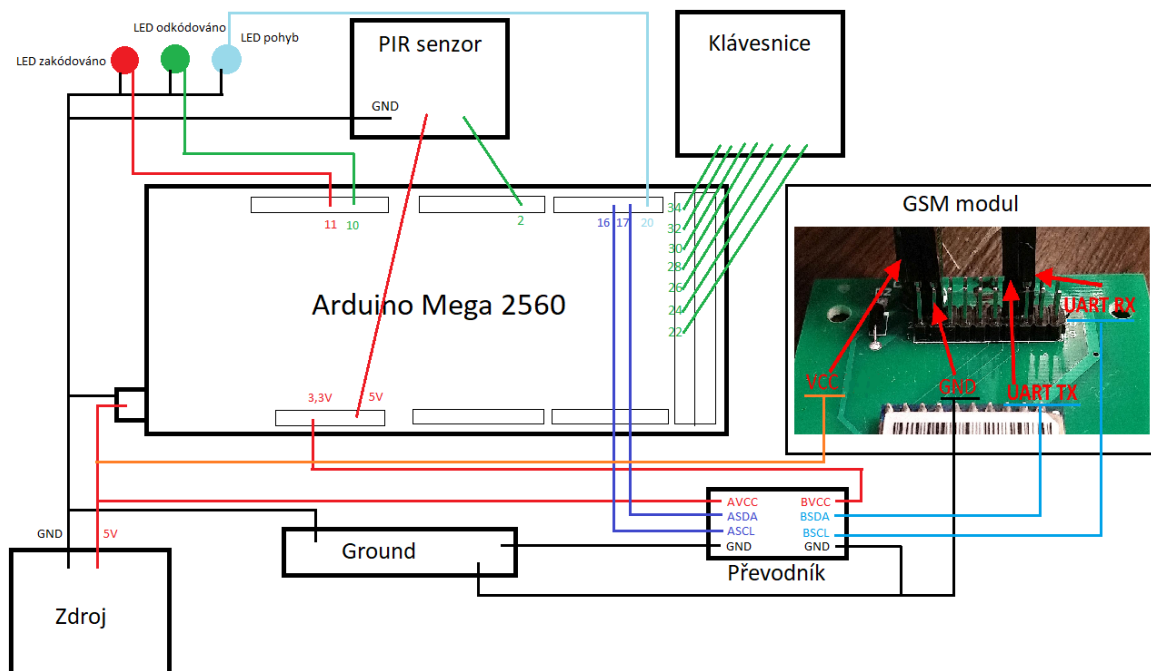 LED zakódováno
LED odkódováno
LED pohyb
PIR senzor
GND
Klávesnice
11
10
2
16
17
20
34
32
30
28
26
24
22
Arduino Mega 2560
3,3V
5V
GSM modul
UART RX
VCC
GND
UART TX
AVCC
BVCC
ASDA
BSDA
ASCL
BSCL
GND
GND
Převodník
Ground
GND
5V
Zdroj